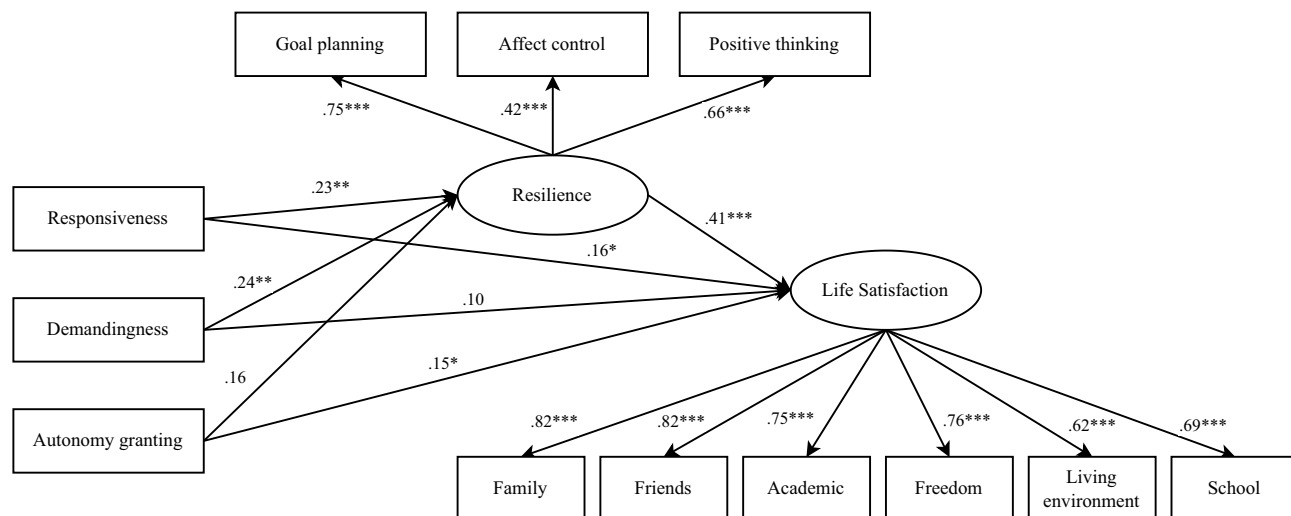 Goal planning
Affect control
Positive thinking
.75***
.42***
.66***
Responsiveness
.23**
Resilience
.41***
.16*
.24**
Demandingness
.10
Life Satisfaction
.16
.15*
Autonomy granting
.82***
.82***
.75***
.76***
.62***
.69***
Family
Friends
Academic
Freedom
Living
environment
School